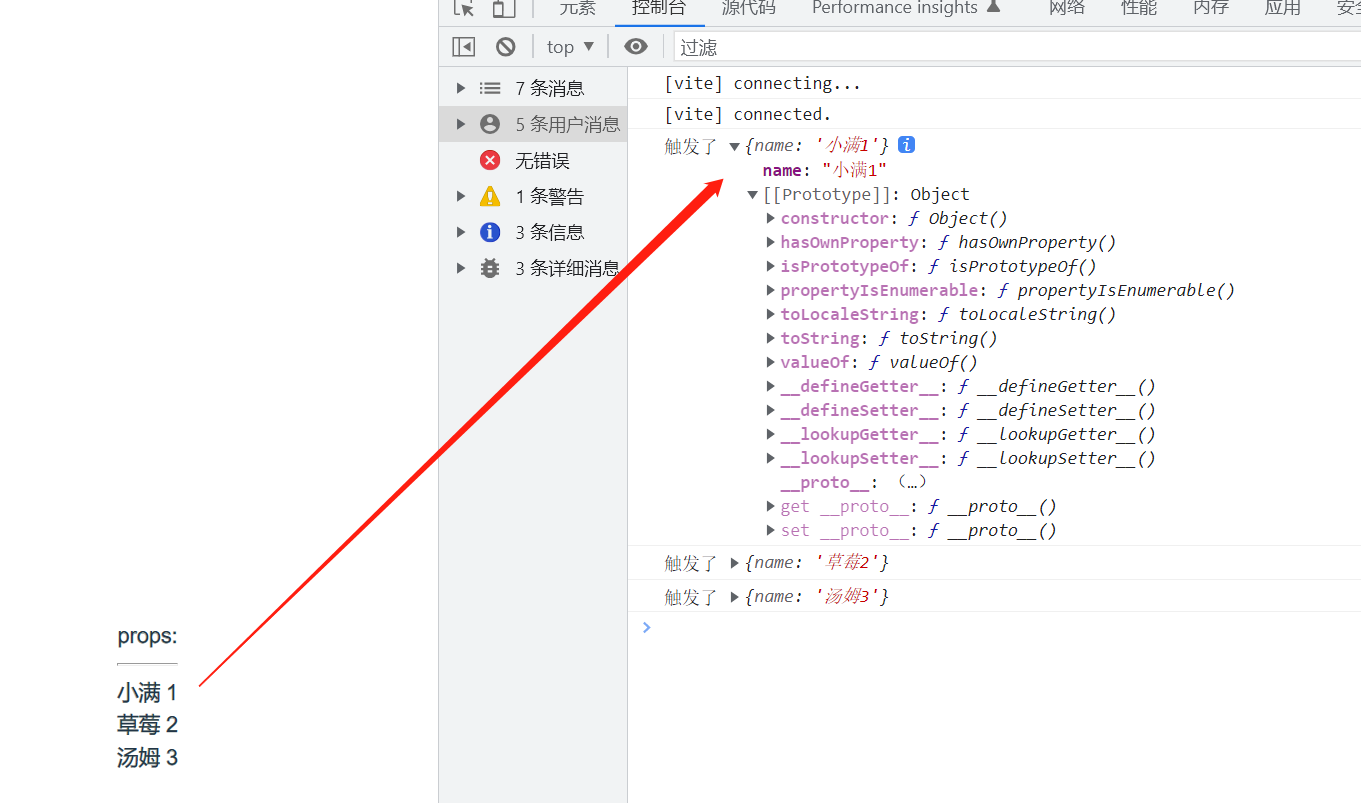 元素 控制台 源代码 Performance insights 网络 性能 内存 应用
top 过滤
7 条消息
5 条用户消息
无错误
1 条警告
3 条信息
3 条详细消息
[vite] connecting...
[vite] connected.
触发了 {name: '小满1'}
name: "小满1"
[[Prototype]]: Object
constructor: ƒ Object()
hasOwnProperty: ƒ hasOwnProperty()
isPrototypeOf: ƒ isPrototypeOf()
propertyIsEnumerable: ƒ propertyIsEnumerable()
toLocaleString: ƒ toLocaleString()
toString: ƒ toString()
valueOf: ƒ valueOf()
__defineGetter__: ƒ __defineGetter__()
__defineSetter__: ƒ __defineSetter__()
__lookupGetter__: ƒ __lookupGetter__()
__lookupSetter__: ƒ __lookupSetter__()
__proto__: （…）
get __proto__: ƒ __proto__()
set __proto__: ƒ __proto__()
触发了 {name: '草莓2'}
触发了 {name: '汤姆3'}
props:
小满 1
草莓 2
汤姆 3